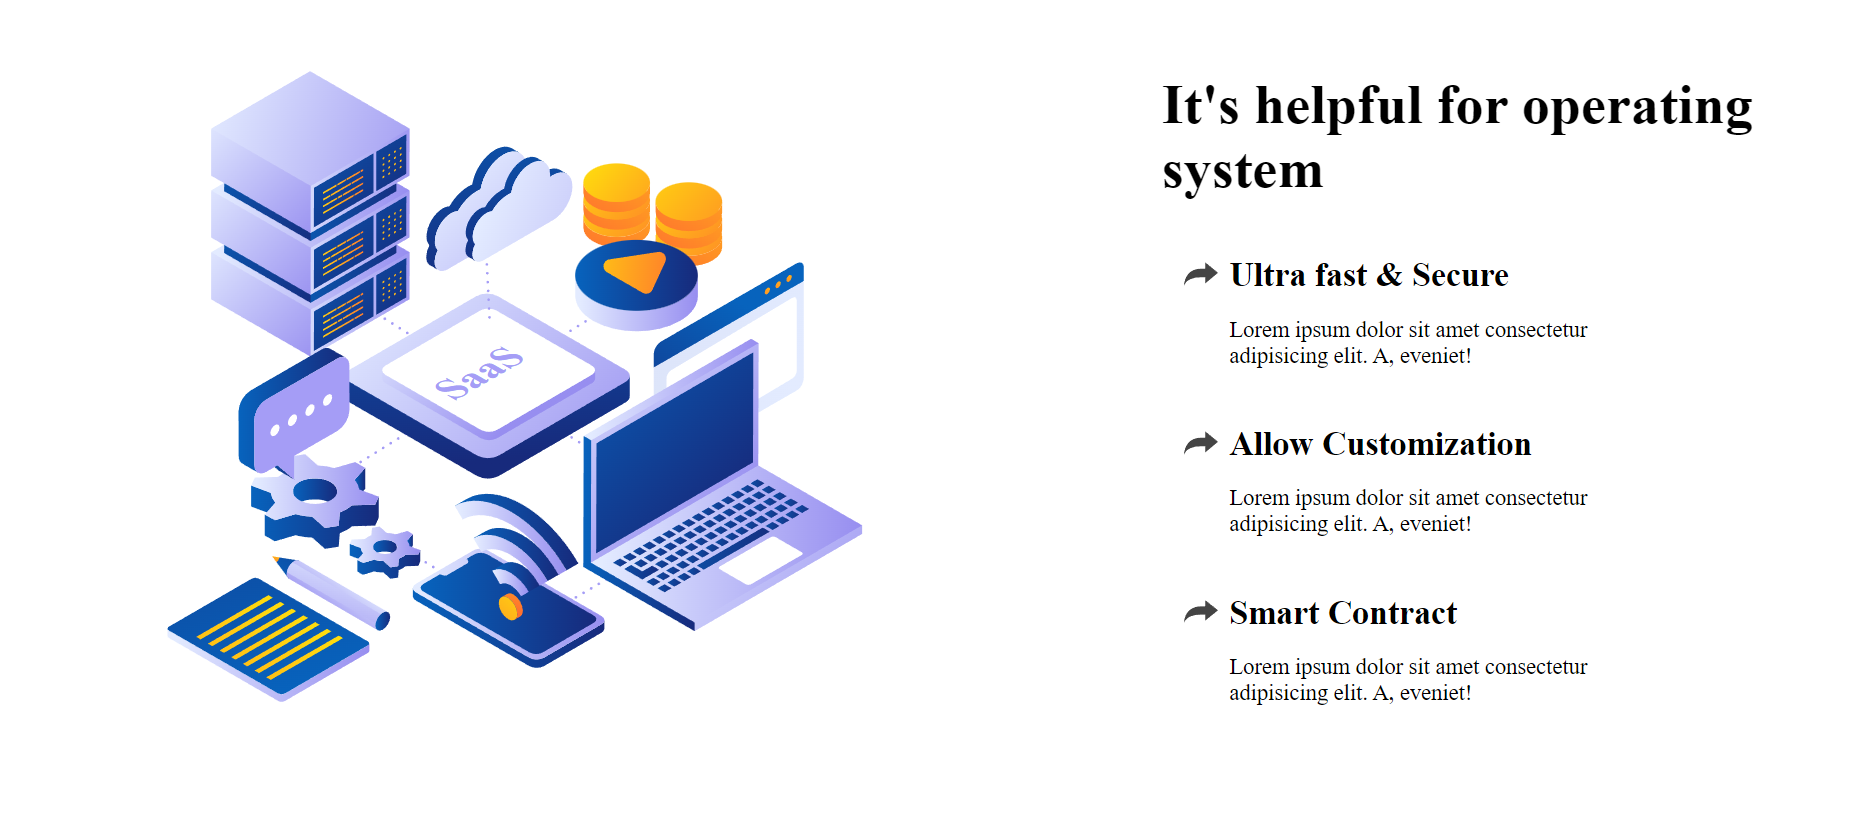 SaaS
It's helpful for operating
system
Ultra fast & Secure
Lorem ipsum dolor sit amet consectetur
adipisicing elit. A, eveniet!
Allow Customization
Lorem ipsum dolor sit amet consectetur
adipisicing elit. A, eveniet!
Smart Contract
Lorem ipsum dolor sit amet consectetur
adipisicing elit. A, eveniet!